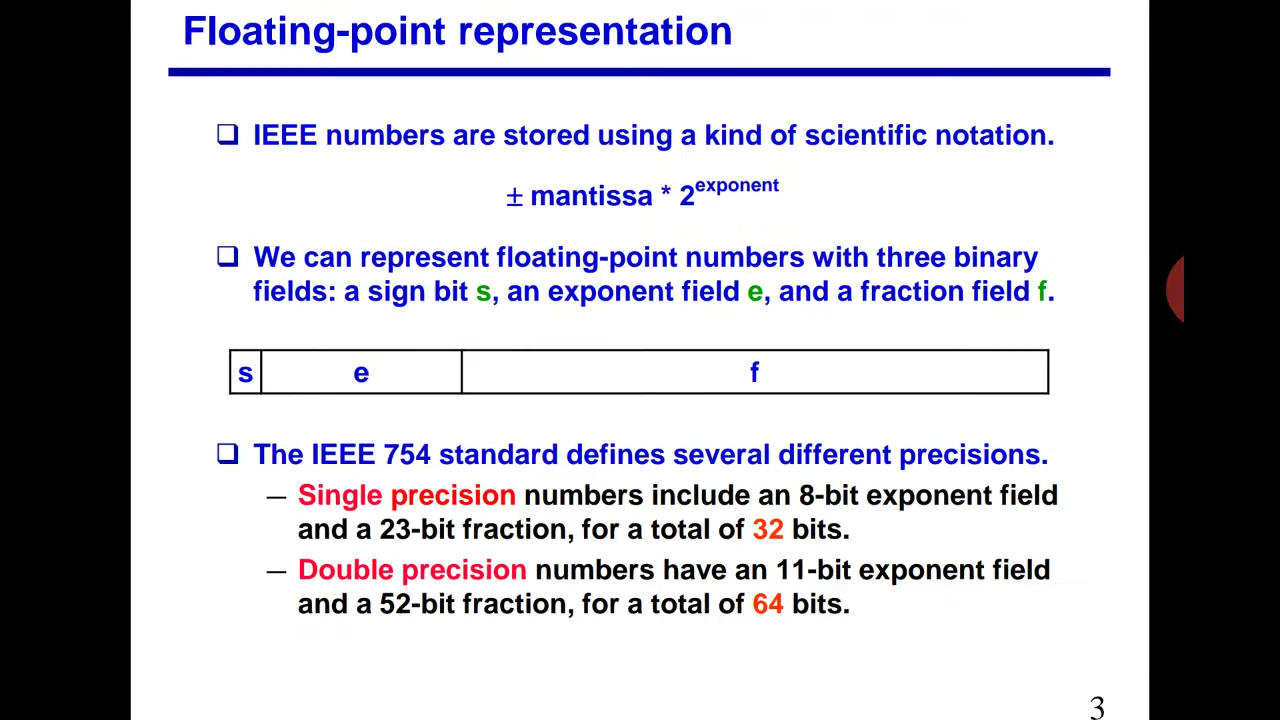 Floating-point representation
IEEE numbers are stored using a kind of scientific notation.
± mantissa * 2^exponent
We can represent floating-point numbers with three binary
fields: a sign bit s, an exponent field e, and a fraction field f.
s e f
The IEEE 754 standard defines several different precisions.
— Single precision numbers include an 8-bit exponent field
and a 23-bit fraction, for a total of 32 bits.
— Double precision numbers have an 11-bit exponent field
and a 52-bit fraction, for a total of 64 bits.
3